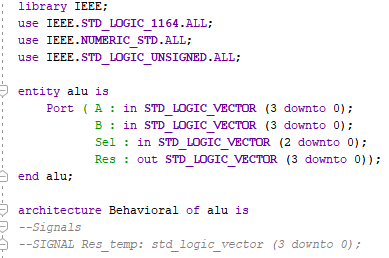 library IEEE;
use IEEE.STD_LOGIC_1164.ALL;
use IEEE.NUMERIC_STD.ALL;
use IEEE.STD_LOGIC_UNSIGNED.ALL;
entity alu is
Port ( A : in STD_LOGIC_VECTOR (3 downto 0);
B : in STD_LOGIC_VECTOR (3 downto 0);
Sel : in STD_LOGIC_VECTOR (2 downto 0);
Res : out STD_LOGIC_VECTOR (3 downto 0));
end alu;
architecture Behavioral of alu is
--Signals
--SIGNAL Res_temp: std_logic_vector (3 downto 0);